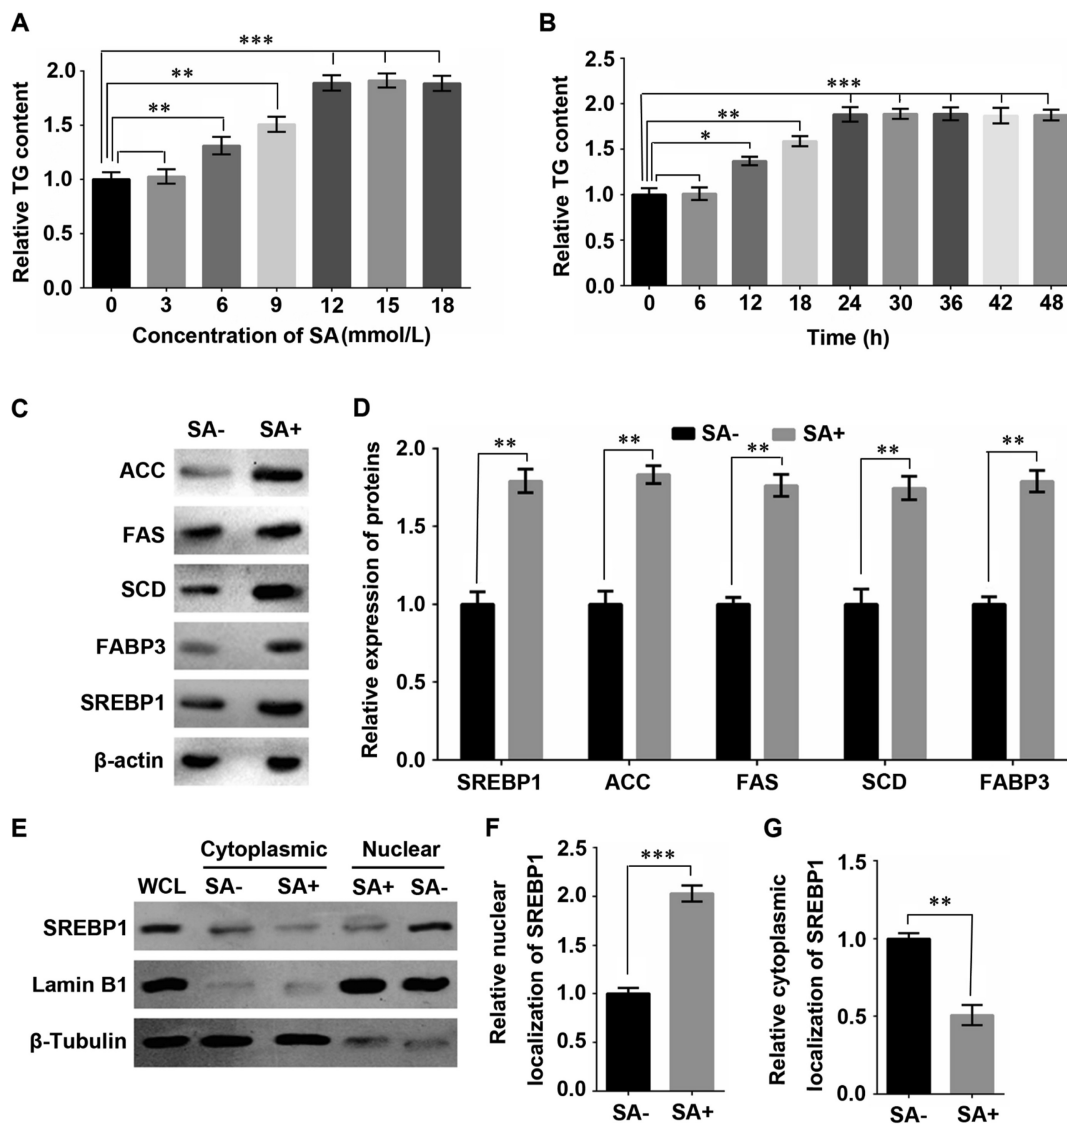 A
Relative TG content
2.0
1.5
1.0
0.5
0.0
***
**
**
0 3 6 9 12 15 18
Concentration of SA (mmol/L)
B
Relative TG content
2.5
2.0
1.5
1.0
0.5
0.0
***
**
*
0 6 12 18 24 30 36 42 48
Time (h)
C
SA- SA+
ACC
FAS
SCD
FABP3
SREBP1
β-actin
D
SA- SA+
Relative expression of proteins
2.0
1.5
1.0
0.5
0.0
** ** ** ** **
SREBP1 ACC FAS SCD FABP3
E
Cytoplasmic Nuclear
WCL SA- SA+ SA+ SA-
SREBP1
Lamin B1
β-Tubulin
F
Relative nuclear
localization of SREBP1
2.5
2.0
1.5
1.0
0.5
0.0
***
SA- SA+
G
Relative cytoplasmic
localization of SREBP1
1.5
1.0
0.5
0.0
**
SA- SA+